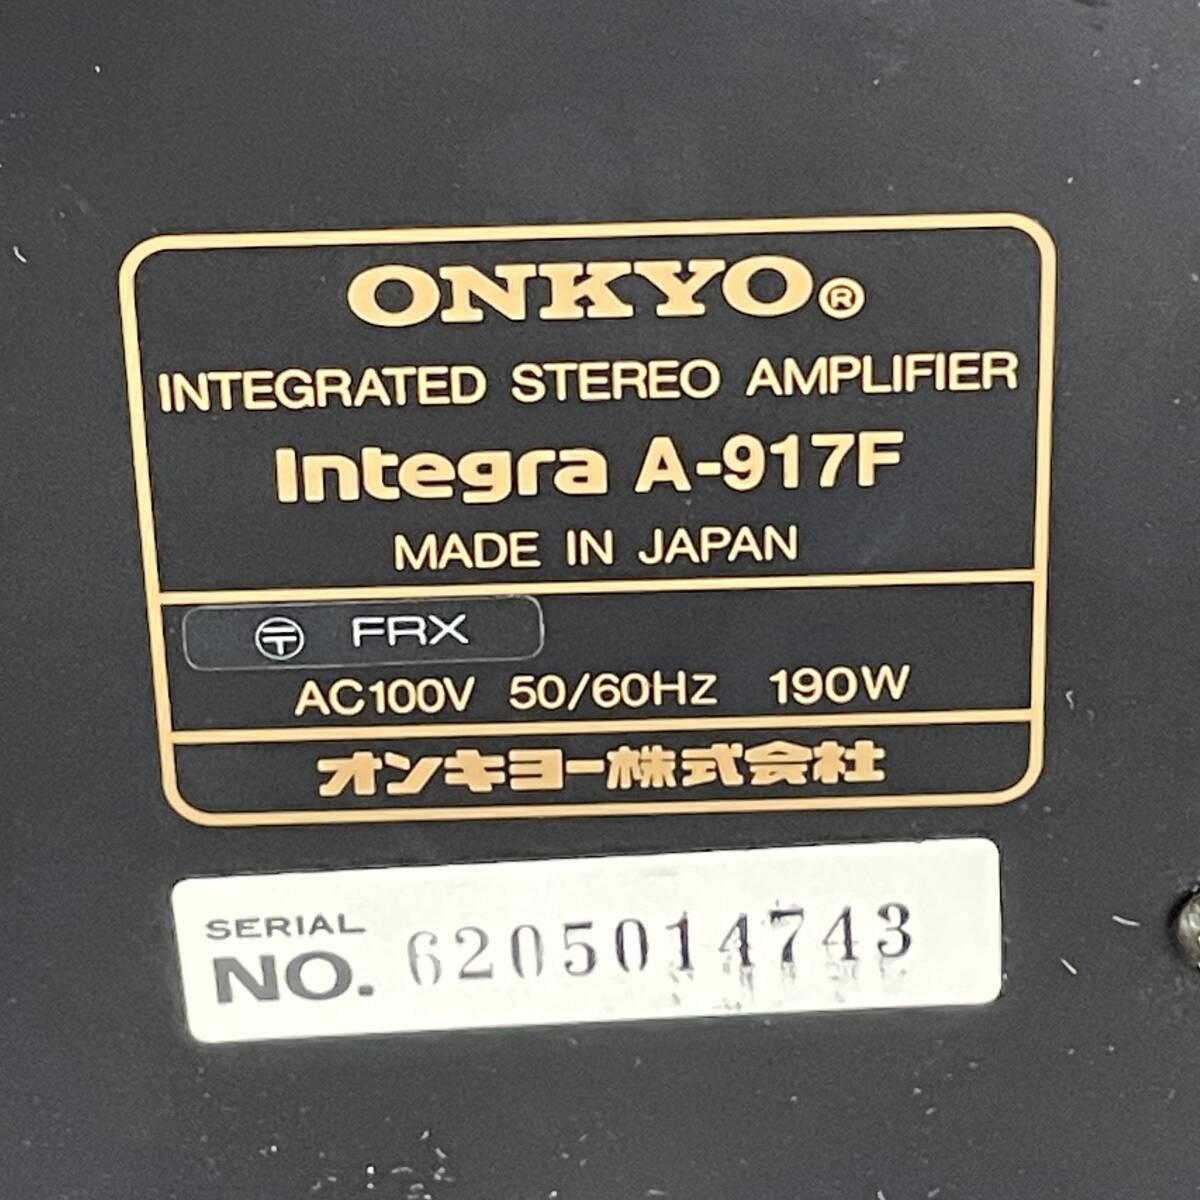 ONKYO®
INTEGRATED STEREO AMPLIFIER
Integra A-917F
MADE IN JAPAN
〒 FRX
AC100V 50/60Hz 190W
オンキヨー株式会社
SERIAL
NO. 6205014743